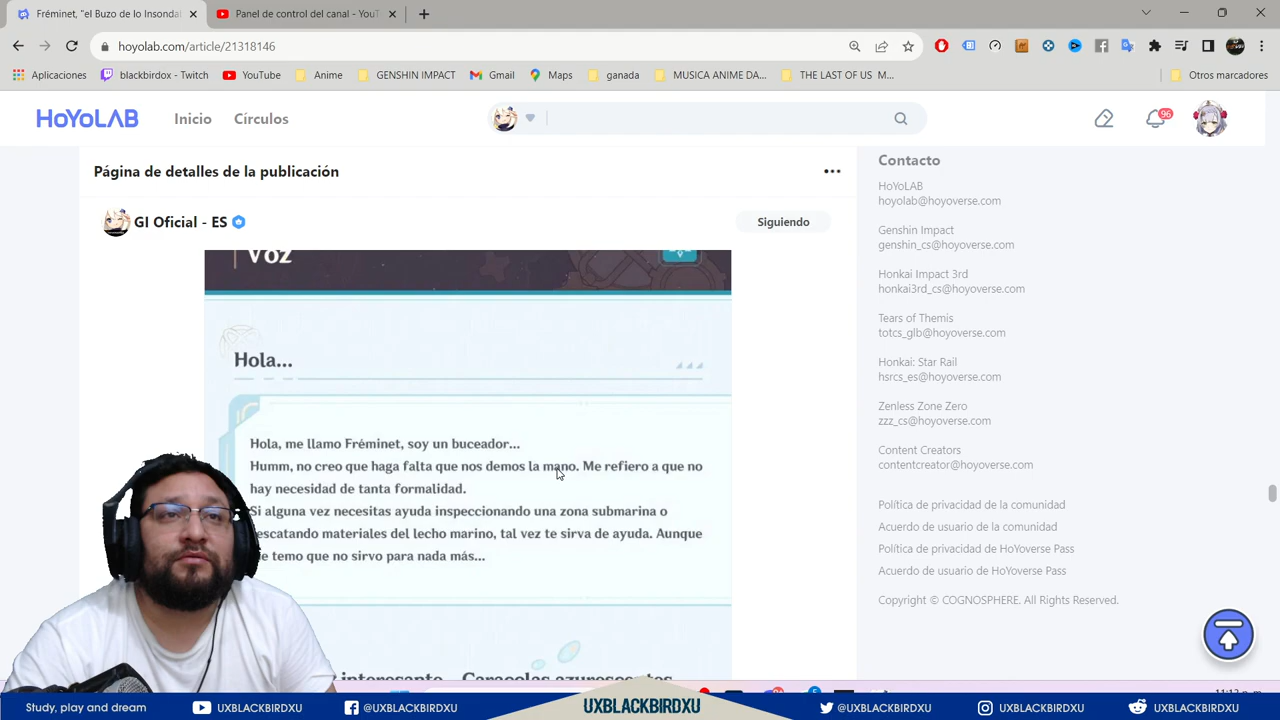 Fréminet, "el Buzo de lo Insondal
Panel de control del canal - YouT
hoyolab.com/article/21318146
Aplicaciones
blackbirdox - Twitch
YouTube
Anime
GENSHIN IMPACT
Gmail
Maps
ganada
MUSICA ANIME DA...
THE LAST OF US M...
Otros marcadores
HoYoLAB
Inicio
Círculos
96
Página de detalles de la publicación
GI Oficial - ES
Siguiendo
Voz
Hola...
Hola, me llamo Fréminet, soy un buceador...
Humm, no creo que haga falta que nos demos la mano. Me refiero a que no
hay necesidad de tanta formalidad.
Si alguna vez necesitas ayuda inspeccionando una zona submarina o
rescatando materiales del lecho marino, tal vez te sirva de ayuda. Aunque
temo que no sirvo para nada más...
interesante
Caracolas azurescentes
Contacto
HoYoLAB
hoyolab@hoyoverse.com
Genshin Impact
genshin_cs@hoyoverse.com
Honkai Impact 3rd
honkai3rd_cs@hoyoverse.com
Tears of Themis
totcs_glb@hoyoverse.com
Honkai: Star Rail
hsrcs_es@hoyoverse.com
Zenless Zone Zero
zzz_cs@hoyoverse.com
Content Creators
contentcreator@hoyoverse.com
Política de privacidad de la comunidad
Acuerdo de usuario de la comunidad
Política de privacidad de HoYoverse Pass
Acuerdo de usuario de HoYoverse Pass
Copyright © COGNOSPHERE. All Rights Reserved.
Study, play and dream
UXBLACKBIRDXU
@UXBLACKBIRDXU
UXBLACKBIRDXU
@UXBLACKBIRDXU
UXBLACKBIRDXU
UXBLACKBIRDXU